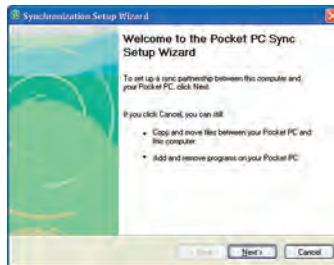 Synchronization Setup Wizard
Welcome to the Pocket PC Sync
Setup Wizard
To set up a sync partnership between this computer and
your Pocket PC, click Next.
If you click Cancel, you can still:
• Copy and move files between your Pocket PC and
this computer
• Add and remove programs on your Pocket PC
Next >
Cancel